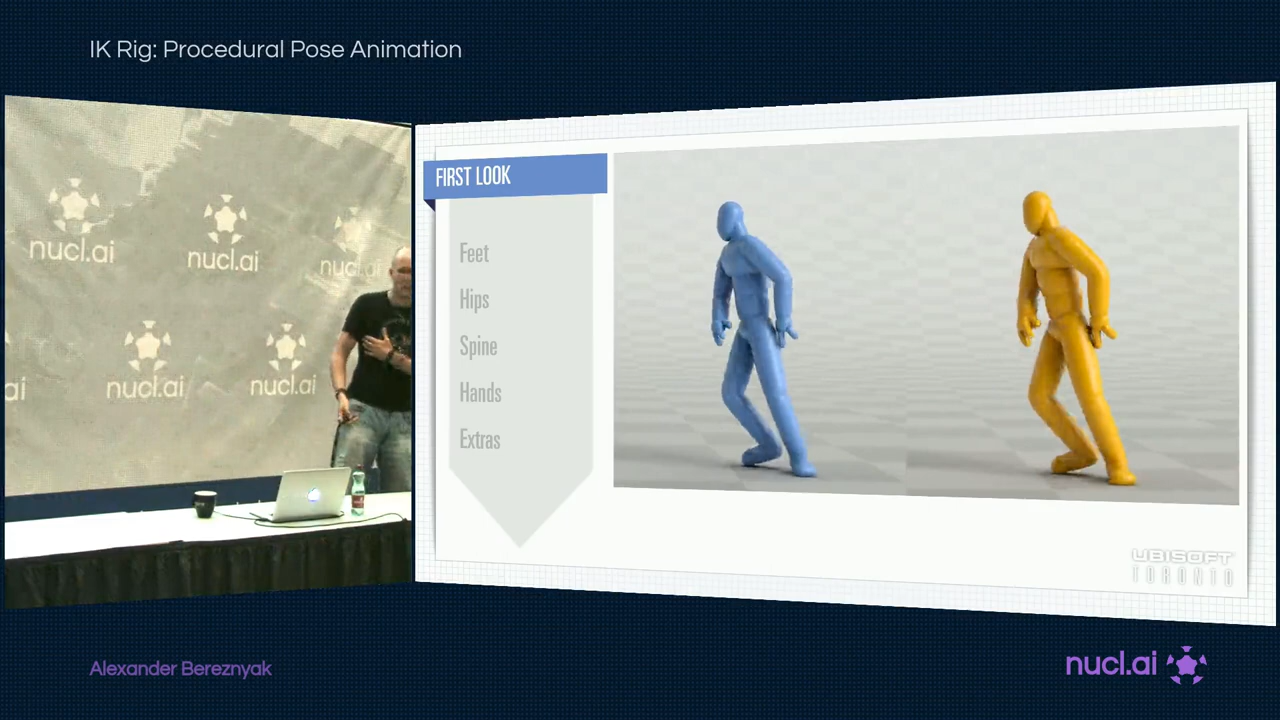 IK Rig: Procedural Pose Animation
nucl.ai
nucl.ai
nucl.ai
ai
nucl.ai
nucl.ai
FIRST LOOK
Feet
Hips
Spine
Hands
Extras
UBISOFT
TORONTO
Alexander Bereznyak
nucl.ai